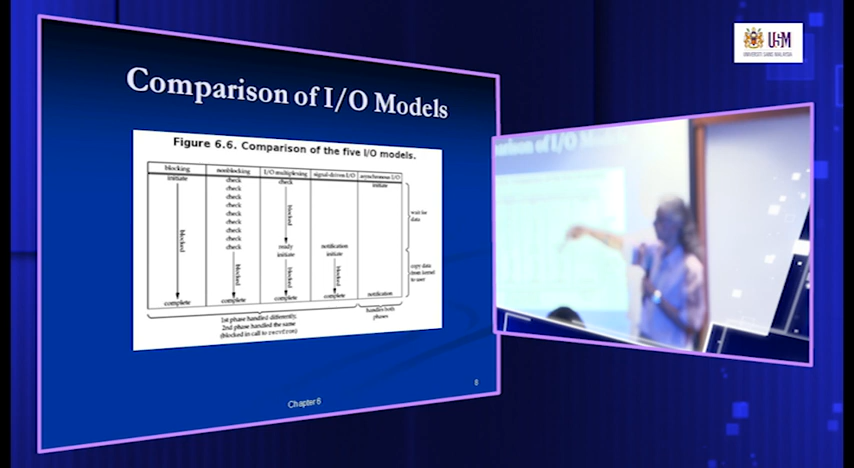 Comparison of I/O Models
Figure 6.6. Comparison of the five I/O models.
blocking nonblocking I/O multiplexing signal-driven I/O asynchronous I/O
initiate check check initiate
check
check
check
check
check
check
check
check ready notification
initiate initiate
blocked blocked blocked blocked blocked
wait for
data
copy data
from kernel
to user
complete complete complete complete notification
1st phase handled differently,
2nd phase handled the same
(blocked in call to recvfrom)
handles both
phases
Chapter 6
8
USM
UNIVERSITI SAINS MALAYSIA